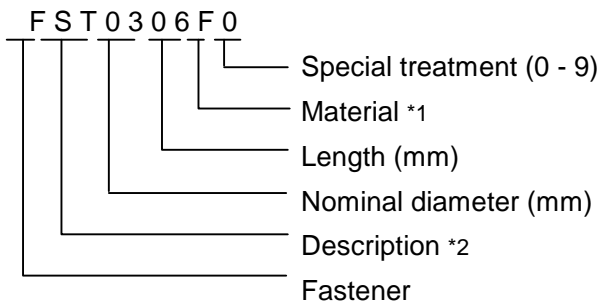 FST0306F0
Special treatment (0 - 9)
Material *1
Length (mm)
Nominal diameter (mm)
Description *2
Fastener